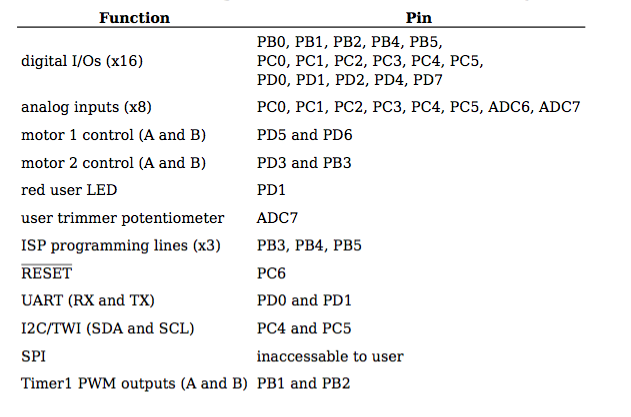 Function Pin
digital I/Os (x16) PB0, PB1, PB2, PB4, PB5,
PC0, PC1, PC2, PC3, PC4, PC5,
PD0, PD1, PD2, PD4, PD7
analog inputs (x8) PC0, PC1, PC2, PC3, PC4, PC5, ADC6, ADC7
motor 1 control (A and B) PD5 and PD6
motor 2 control (A and B) PD3 and PB3
red user LED PD1
user trimmer potentiometer ADC7
ISP programming lines (x3) PB3, PB4, PB5
RESET PC6
UART (RX and TX) PD0 and PD1
I2C/TWI (SDA and SCL) PC4 and PC5
SPI inaccessable to user
Timer1 PWM outputs (A and B) PB1 and PB2